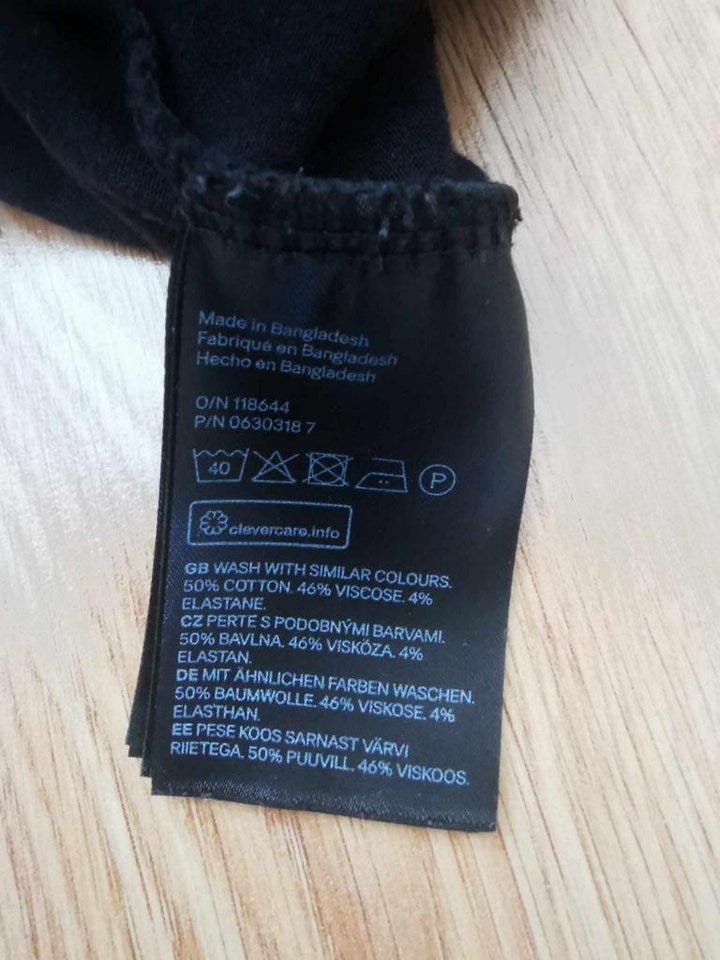 Made in Bangladesh
Fabriqué en Bangladesh
Hecho en Bangladesh
O/N 118644
P/N 0630318 7
40 P
clevercare.info
GB WASH WITH SIMILAR COLOURS.
50% COTTON. 46% VISCOSE. 4%
ELASTANE.
CZ PERTE S PODOBNÝMI BARVAMI.
50% BAVLNA. 46% VISKÓZA. 4%
ELASTAN.
DE MIT ÄHNLICHEN FARBEN WASCHEN.
50% BAUMWOLLE. 46% VISKOSE. 4%
ELASTHAN.
EE PESE KOOS SARNAST VÄRVI
RIIETEGA. 50% PUUVILL. 46% VISKOOS.